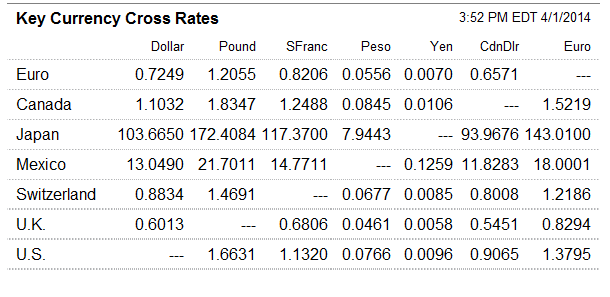 Key Currency Cross Rates 3:52 PM EDT 4/1/2014
Dollar Pound SFranc Peso Yen CdnDlr Euro
Euro 0.7249 1.2055 0.8206 0.0556 0.0070 0.6571 ---
Canada 1.1032 1.8347 1.2488 0.0845 0.0106 --- 1.5219
Japan 103.6650 172.4084 117.3700 7.9443 --- 93.9676 143.0100
Mexico 13.0490 21.7011 14.7711 --- 0.1259 11.8283 18.0001
Switzerland 0.8834 1.4691 --- 0.0677 0.0085 0.8008 1.2186
U.K. 0.6013 --- 0.6806 0.0461 0.0058 0.5451 0.8294
U.S. --- 1.6631 1.1320 0.0766 0.0096 0.9065 1.3795